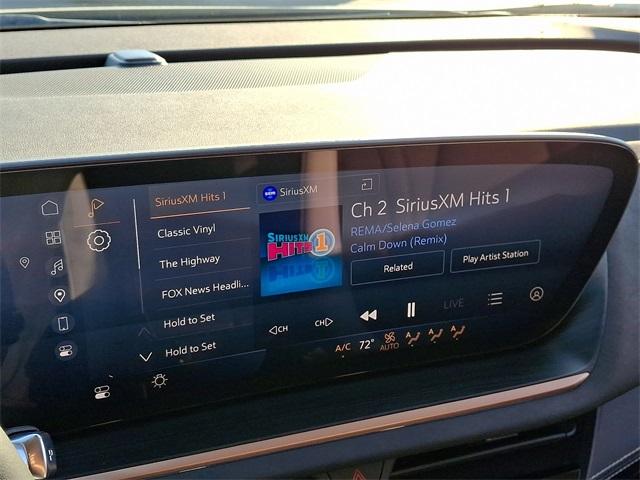 SiriusXM Hits 1
Classic Vinyl
The Highway
FOX News Headli...
Hold to Set
Hold to Set
SiriusXM
SIRIUSXM
HITS 1
Ch 2 SiriusXM Hits 1
REMA/Selena Gomez
Calm Down (Remix)
Related
Play Artist Station
CH
CH
LIVE
A/C 72° AUTO A A A